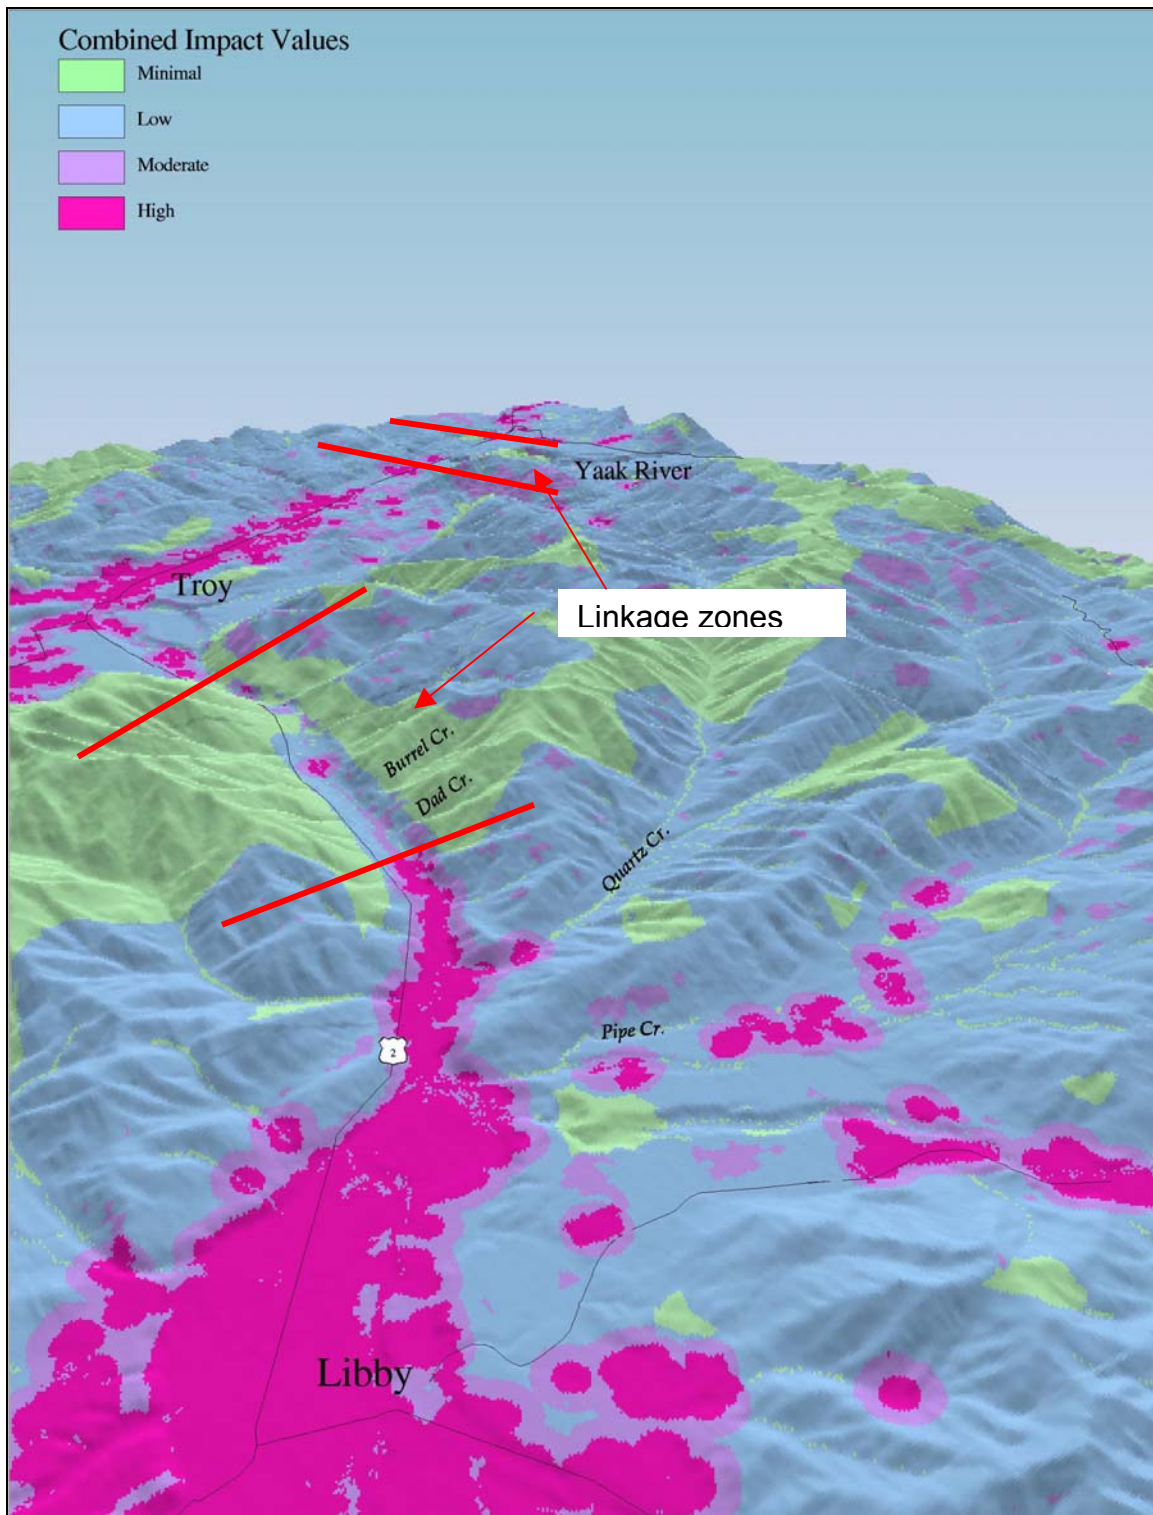 Combined Impact Values
Minimal
Low
Moderate
High
Yaak River
Troy
Linkage zones
Burrel Cr.
Dad Cr.
Quartz Cr.
Pipe Cr.
2
Libby